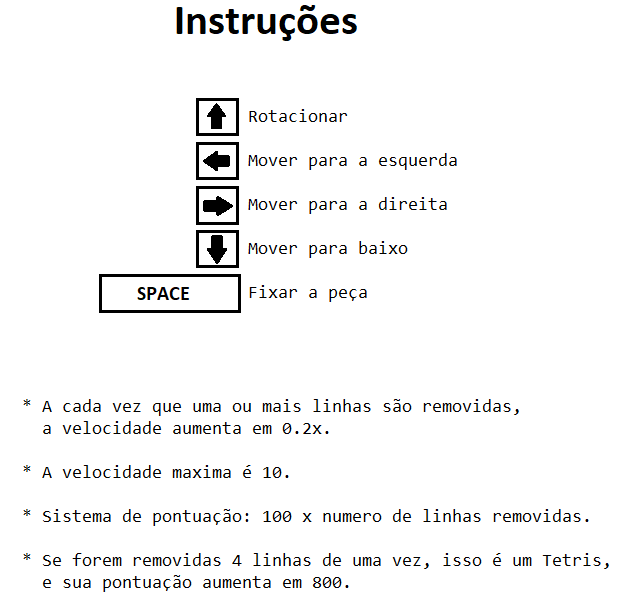 Instruções
Rotacionar
Mover para a esquerda
Mover para a direita
Mover para baixo
SPACE Fixar a peça
* A cada vez que uma ou mais linhas são removidas,
a velocidade aumenta em 0.2x.
* A velocidade maxima é 10.
* Sistema de pontuação: 100 x numero de linhas removidas.
* Se forem removidas 4 linhas de uma vez, isso é um Tetris,
e sua pontuação aumenta em 800.